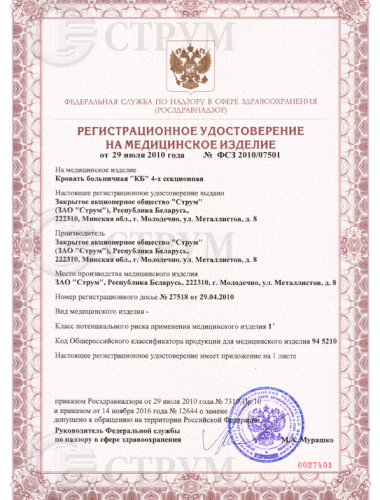 СТРУМ
ФЕДЕРАЛЬНАЯ СЛУЖБА ПО НАДЗОРУ В СФЕРЕ ЗДРАВООХРАНЕНИЯ
(РОСЗДРАВНАДЗОР)
РЕГИСТРАЦИОННОЕ УДОСТОВЕРЕНИЕ
НА МЕДИЦИНСКОЕ ИЗДЕЛИЕ
от 29 июля 2010 года № ФСЗ 2010/07501
На медицинское изделие
Кровать больничная "КБ" 4-х секционная
Настоящее регистрационное удостоверение выдано
Закрытое акционерное общество "Струм"
(ЗАО "Струм"), Республика Беларусь,
222310, Минская обл., г. Молодечно, ул. Металлистов, д. 8
Производитель
Закрытое акционерное общество "Струм"
(ЗАО "Струм"), Республика Беларусь,
222310, Минская обл., г. Молодечно, ул. Металлистов, д. 8
Место производства медицинского изделия
ЗАО "Струм", Республика Беларусь, 222310, г. Молодечно, ул. Металлистов, д. 8
Номер регистрационного досье № 27518 от 29.04.2010
Вид медицинского изделия -
Класс потенциального риска применения медицинского изделия 1
Код Общероссийского классификатора продукции для медицинского изделия 94 5210
Настоящее регистрационное удостоверение имеет приложение на 1 листе
приказом Росздравнадзора от 29 июля 2010 года № 7310-Пр/10
и приказом от 14 ноября 2016 № 12644 о замене
допущено к обращению на территории Российской Федерации.
Руководитель Федеральной службы
по надзору в сфере здравоохранения
М.А. Мурашко
0027401
СТРУМ